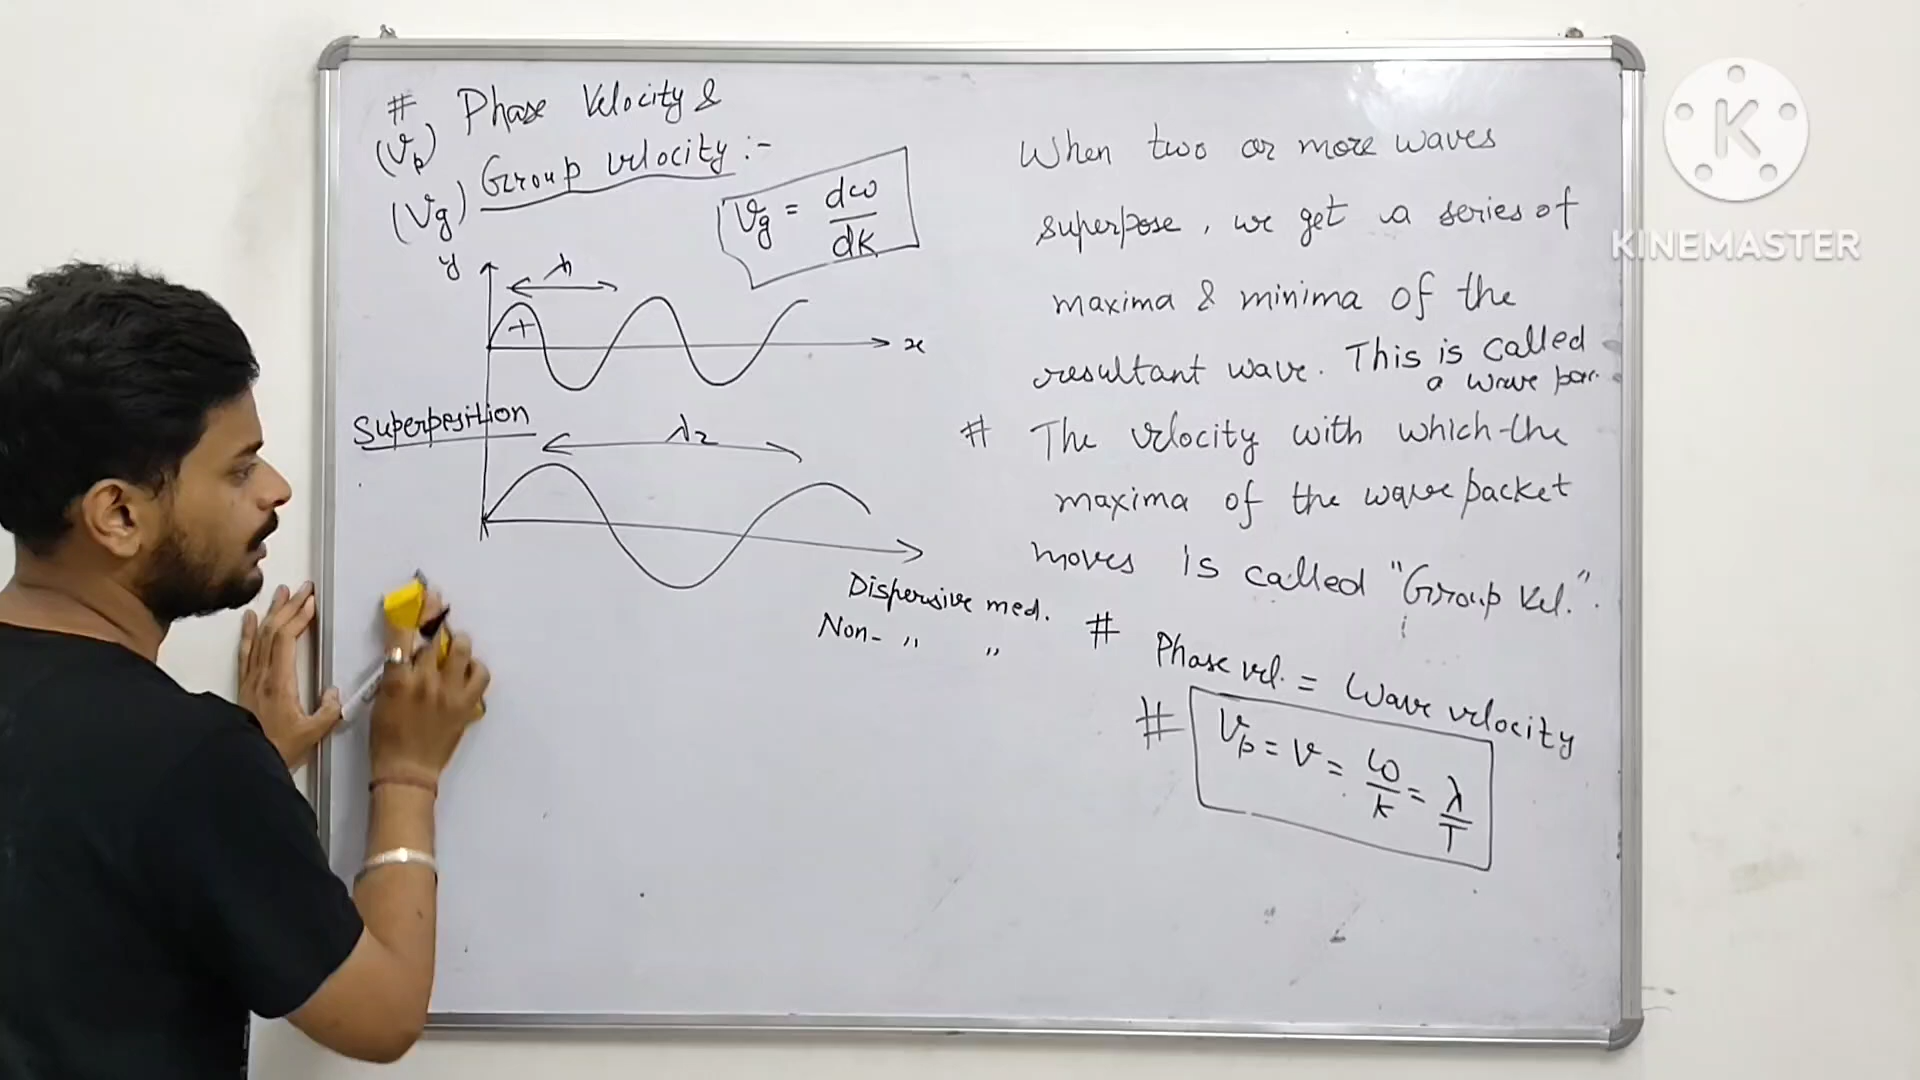 # Phase Velocity &
(Vp)
(Vg) Group velocity :-
Vg = dω/dK
y
λ1
+
x
Superposition
λ2
Dispersive med.
Non- " "
When two or more waves
superpose, we get a series of
maxima & minima of the
resultant wave. This is called
a wave pac.
# The velocity with which the
maxima of the wave packet
moves is called "Group Vel.".
# Phase vel. = Wave velocity
# Vp = v = ω/k = λ/T
K
KINEMASTER